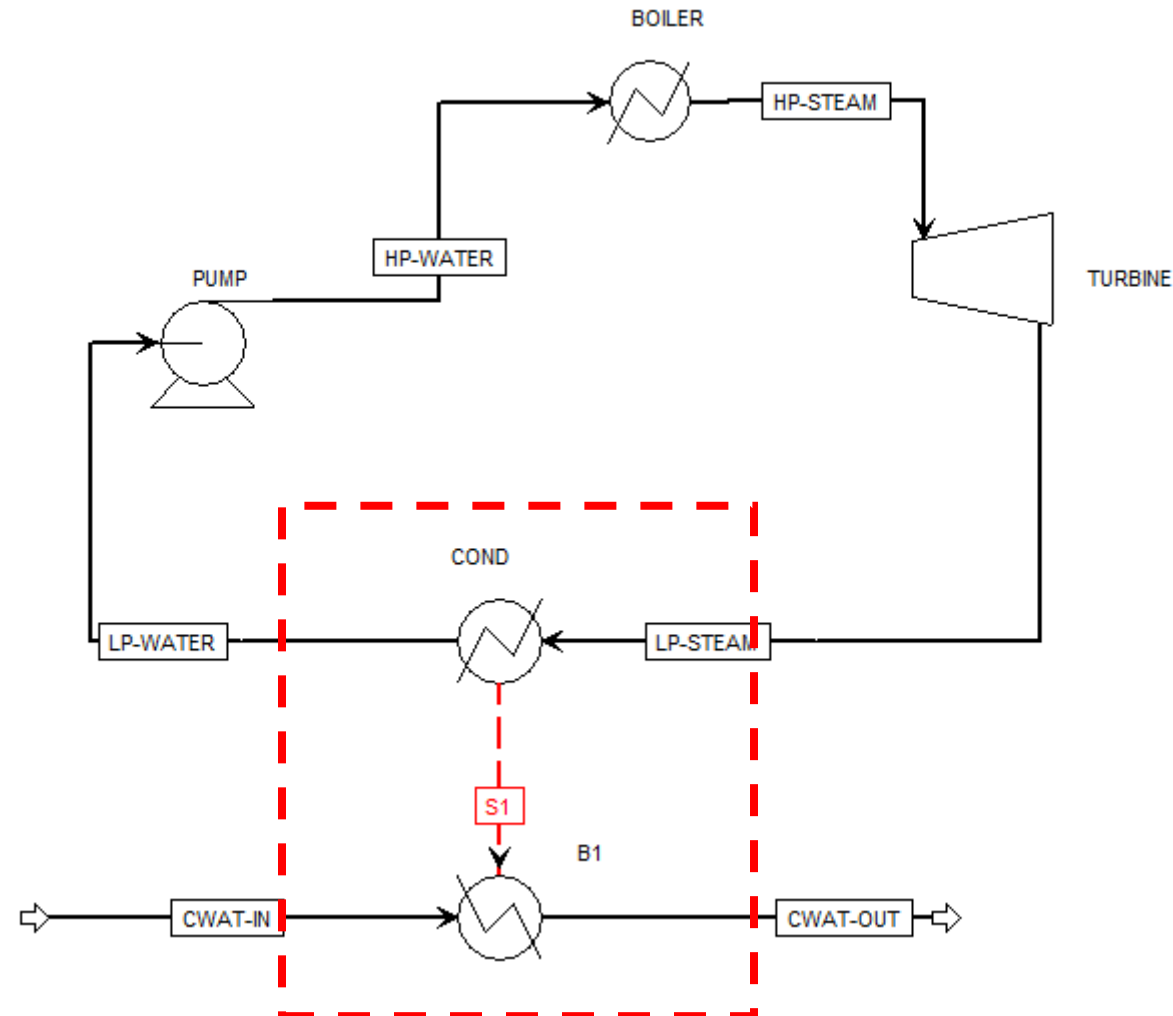 BOILER
HP-STEAM
HP-WATER
PUMP
TURBINE
COND
LP-WATER
LP-STEAM
S1
B1
CWAT-IN
CWAT-OUT